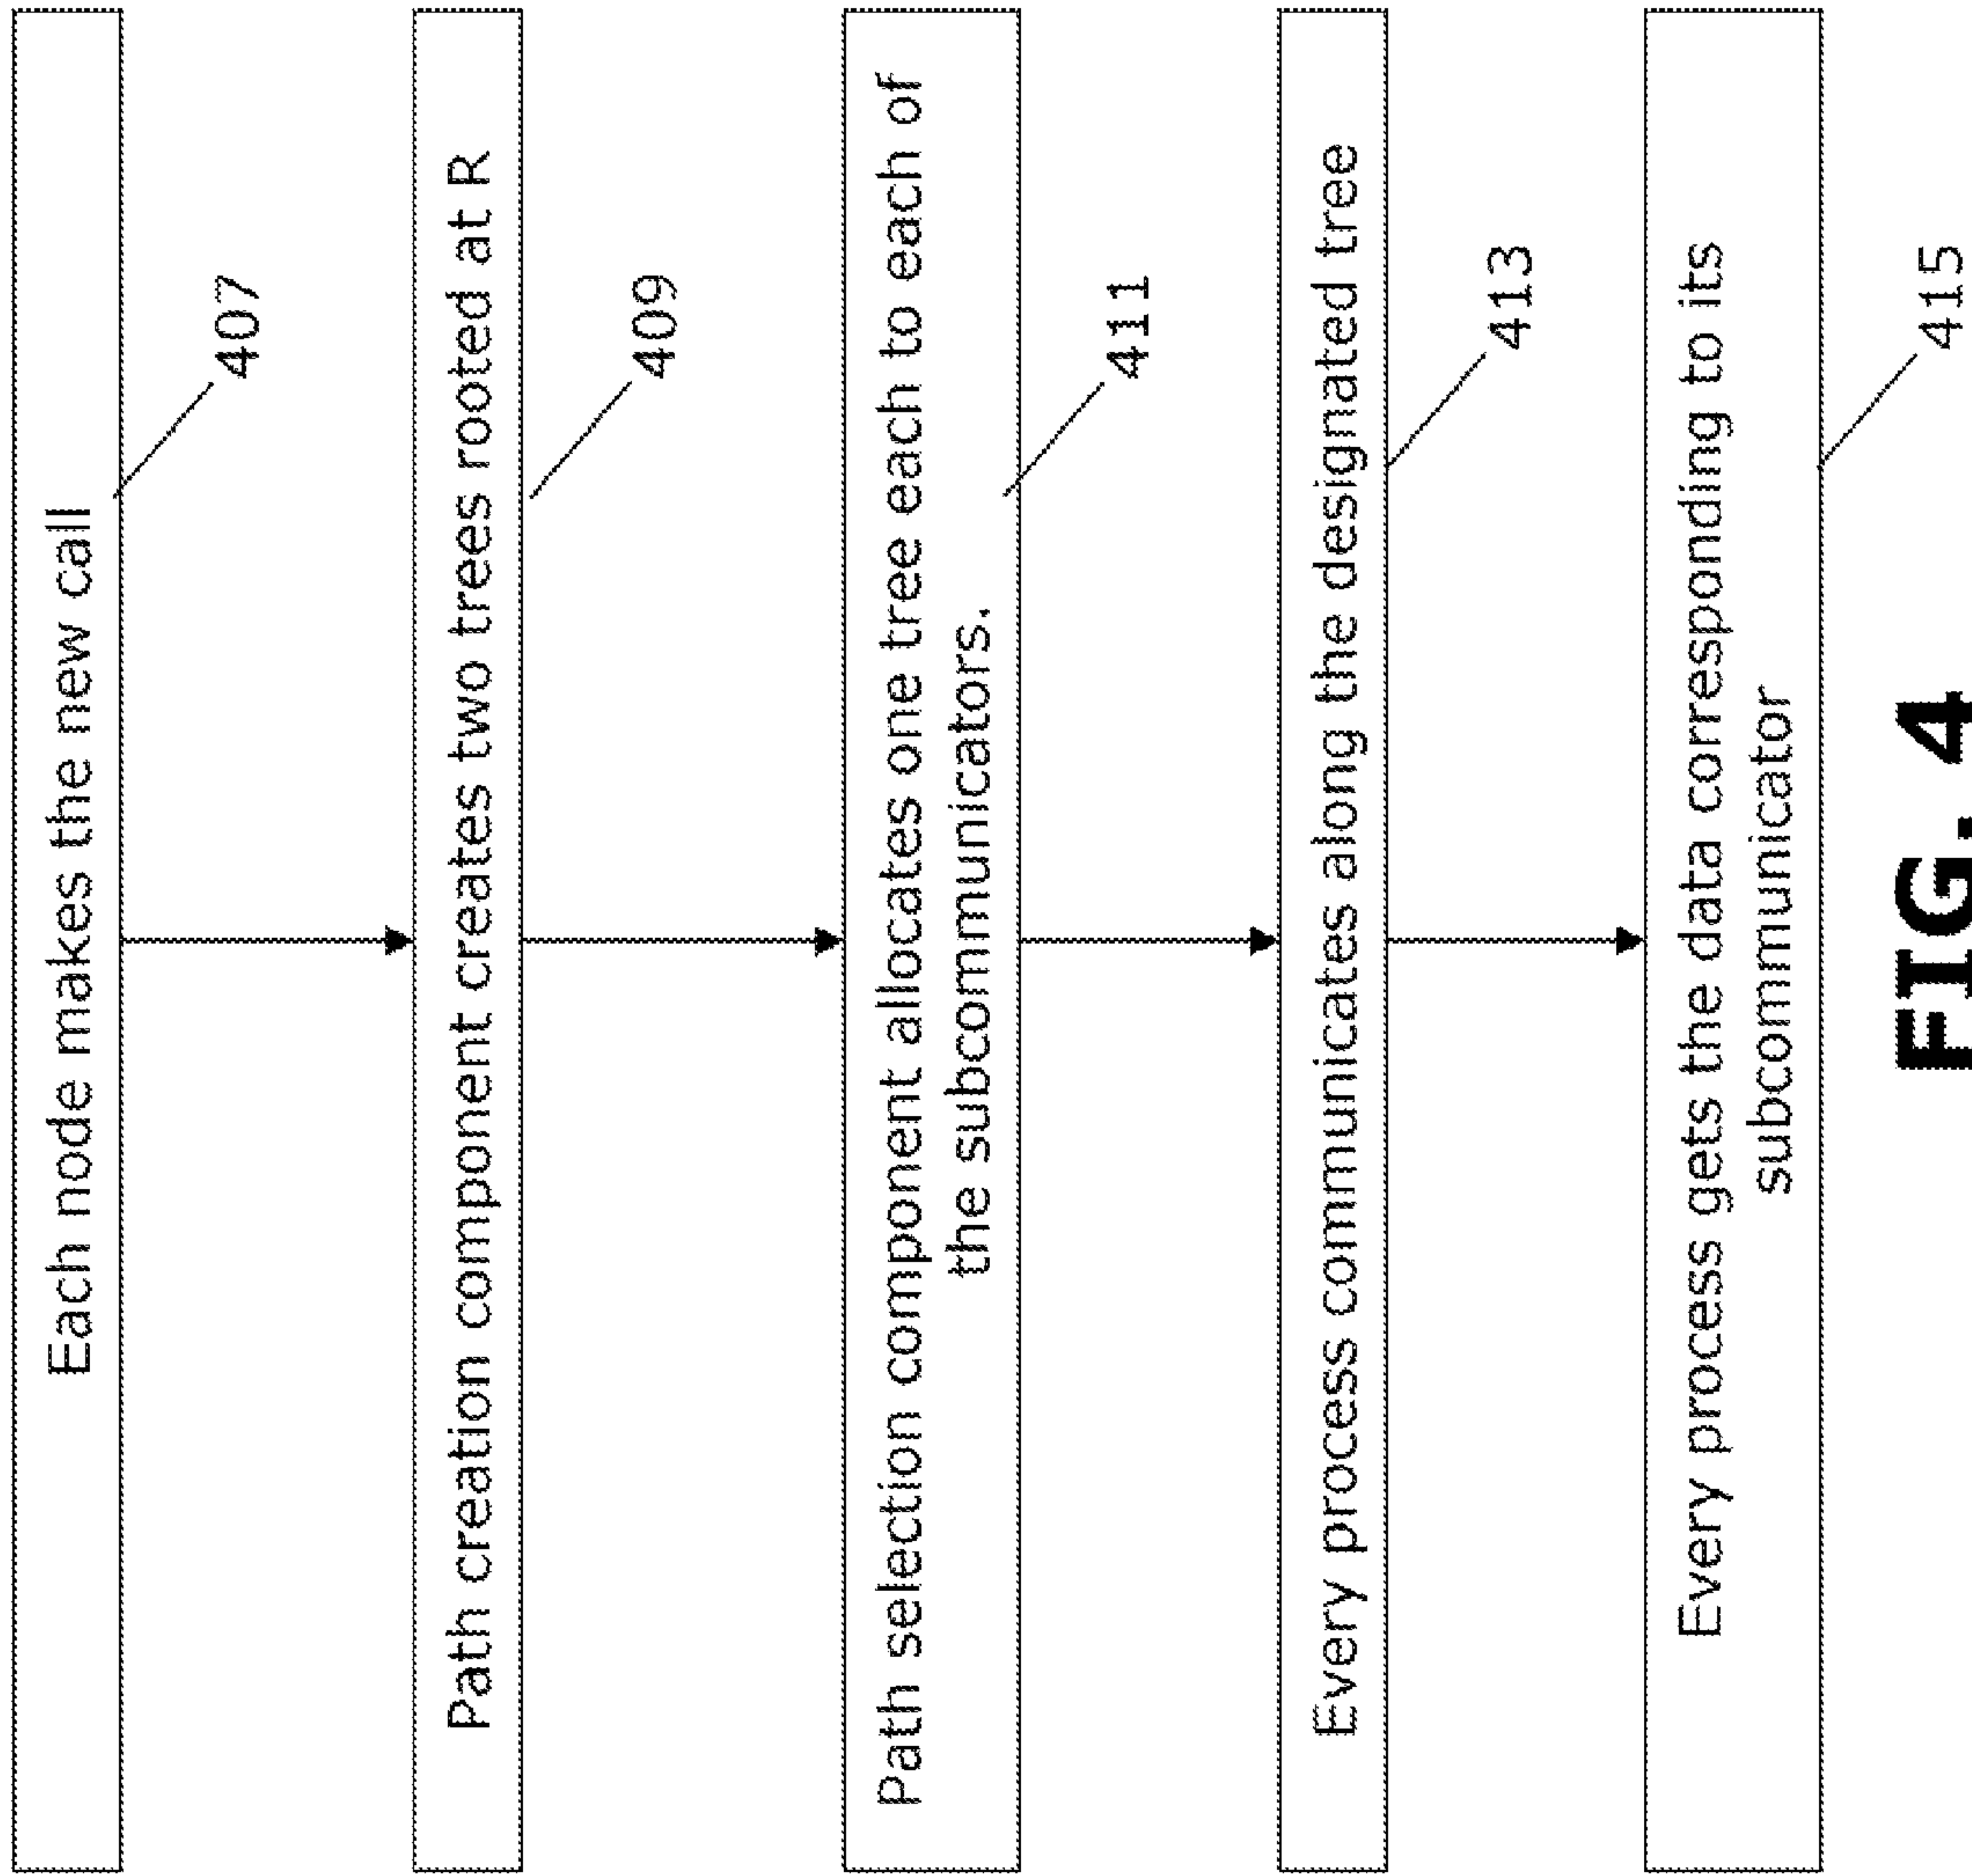 Each node makes the new call
407
Path creation component creates two trees rooted at R
409
Path selection component allocates one tree each to each of
the subcommunicators.
411
Every process communicates along the designated tree
413
Every process gets the data corresponding to its
subcommunicator
415
FIG. 4